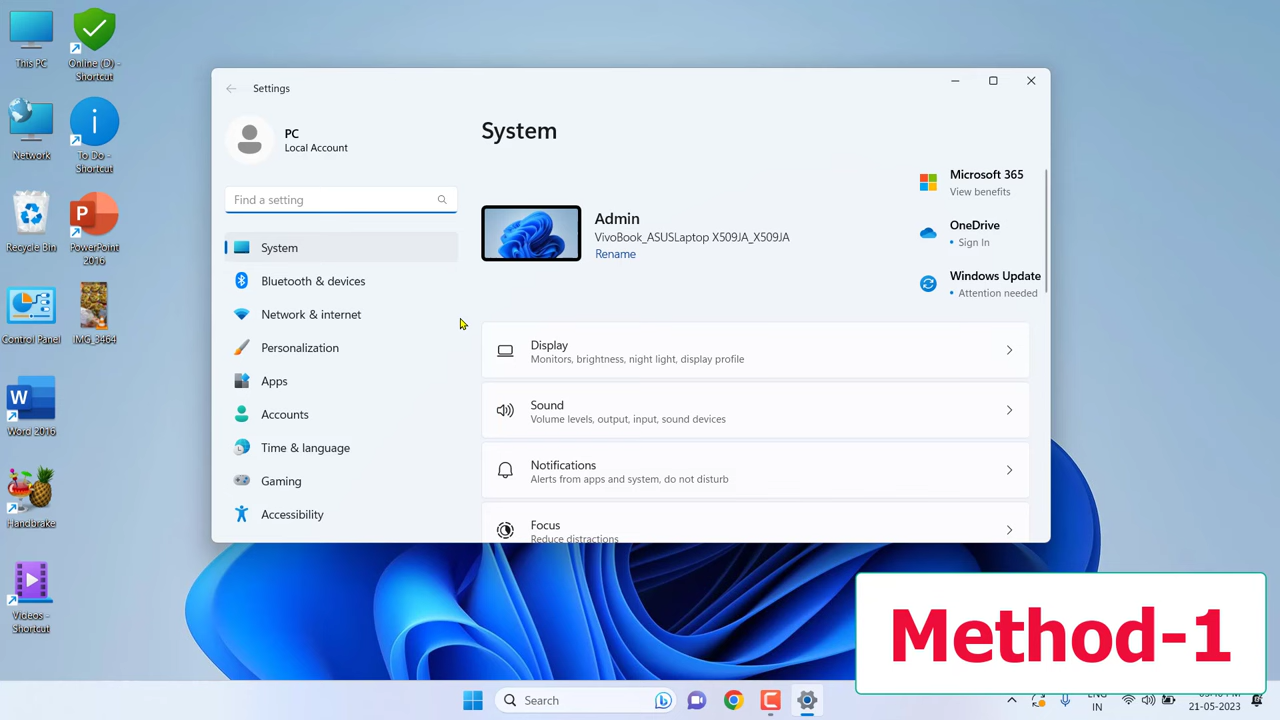 This PC
Online (D) -
Shortcut
Network
To Do -
Shortcut
Recycle Bin
PowerPoint
2016
Control Panel
IMG_3464
Word 2016
Handbrake
Videos -
Shortcut
Settings
PC
Local Account
Find a setting
System
Bluetooth & devices
Network & internet
Personalization
Apps
Accounts
Time & language
Gaming
Accessibility
System
Admin
VivoBook_ASUSLaptop X509JA_X509JA
Rename
Microsoft 365
View benefits
OneDrive
• Sign In
Windows Update
• Attention needed
Display
Monitors, brightness, night light, display profile
Sound
Volume levels, output, input, sound devices
Notifications
Alerts from apps and system, do not disturb
Focus
Reduce distractions
Method-1
Search
ENG
IN
21-05-2023